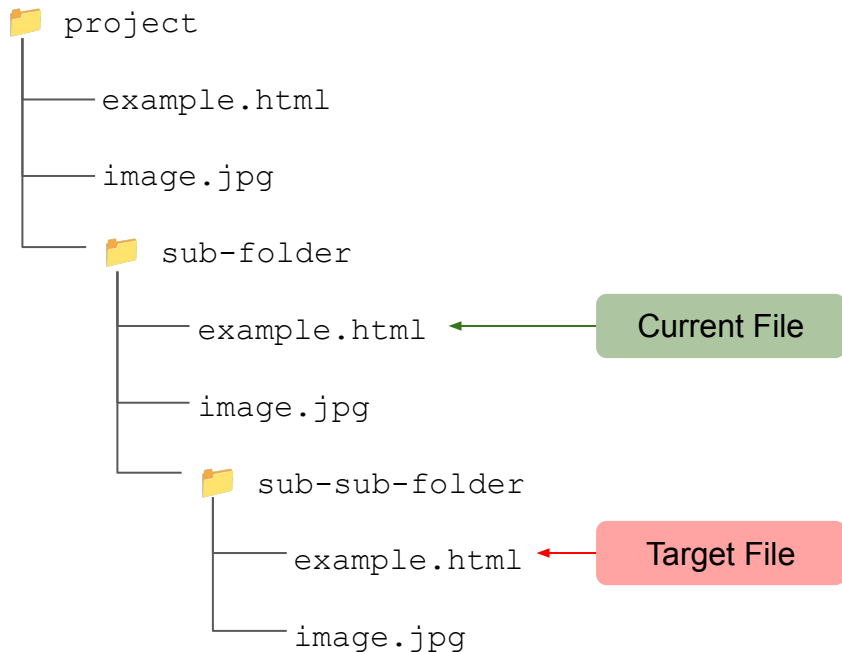 project
example.html
image.jpg
sub-folder
example.html
Current File
image.jpg
sub-sub-folder
example.html
Target File
image.jpg